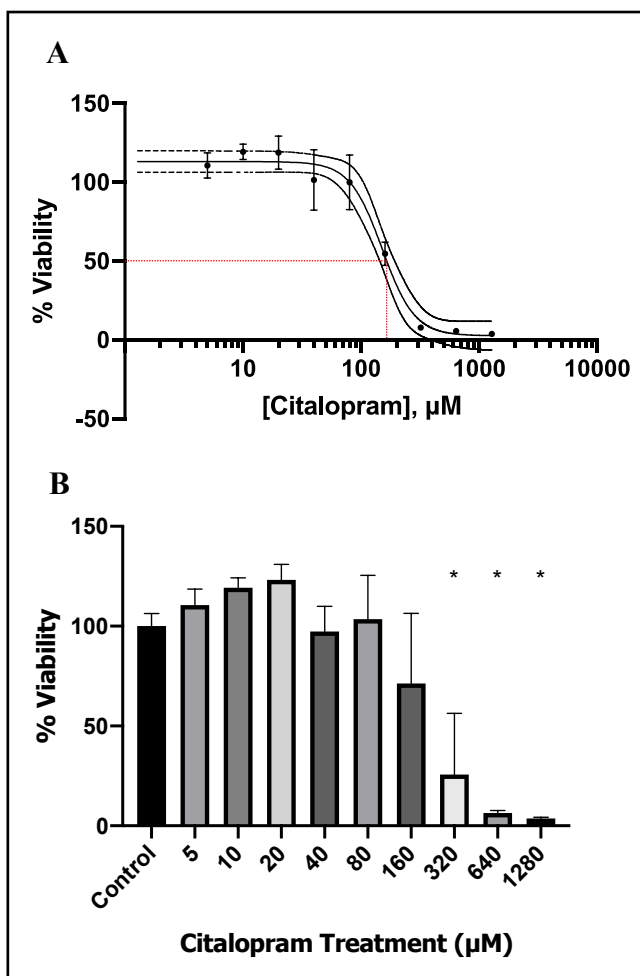 A
150
100
50
0
-50
% Viability
10 100 1000 10000
[Citalopram], µM
B
150
100
50
0
% Viability
* * *
Control 5 10 20 40 80 160 320 640 1280
Citalopram Treatment (µM)